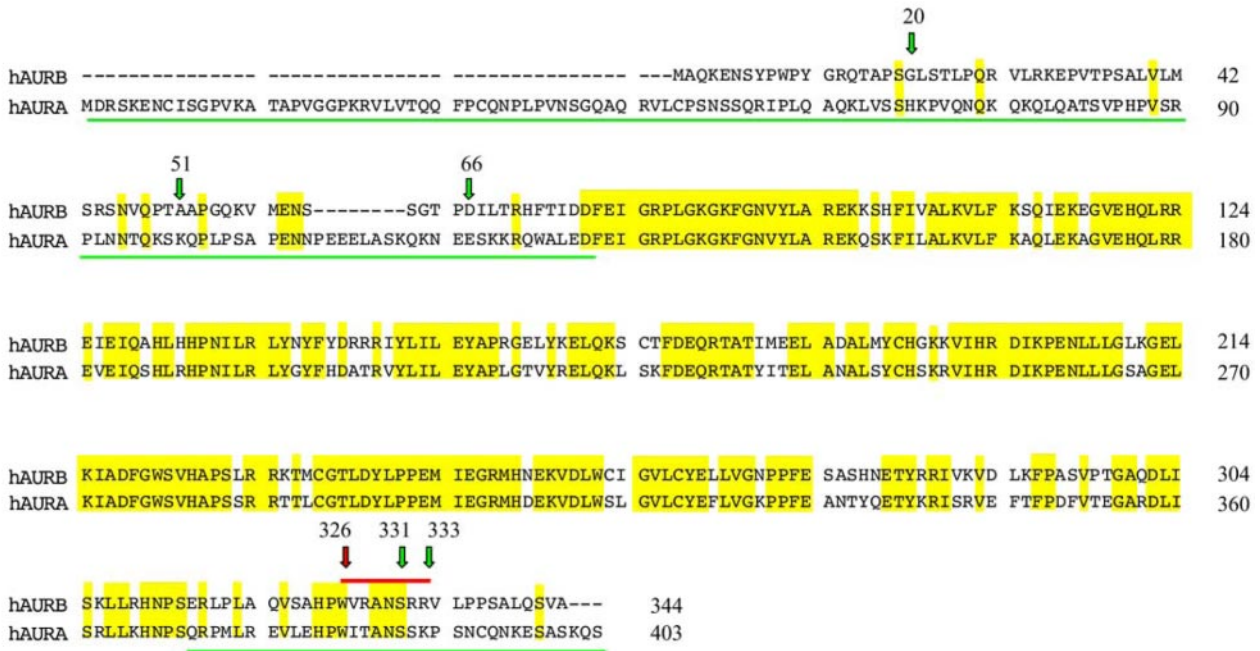 20
hAURB --------------- --------------- --------------- ----MAQKENSYPWPY GRQTAPSGLSTLPQR VLRKEPVTPSALVLM 42
hAURA MDRSKENCISGPVKA TAPVGGPKRVLVTQQ FPCQNPLPVNSGQAQ RVLCPSNSSQRIPLQ AQKLVSSHKPVQNQK QKQLQATSVPHPVSR 90
51 66
hAURB SRSNVQPTAAPGQKV MENS--------SGT PDILTRHFTIDDFEI GRPLGKGKFGNVYLA REKKSHFIVALKVLF KSQIEKEGVEHQLRR 124
hAURA PLNNTQKSKQPLPSA PENNPEEELASKQKN EESKKRQWALEDFEI GRPLGKGKFGNVYLA REKQSKFILALKVLF KAQLEKAGVEHQLRR 180
hAURB EIEIQAHLHHPNILR LYNYFYDRRRIYLIL EYAPRGELYKELQKS CTFDEQRTATIMEEL ADALMYCHGKKVIHR DIKPENLLLGLKGEL 214
hAURA EVEIQSHLRHPNILR LYGYFHDATRVYLIL EYAPLGTVYRELQKL SKFDEQRTATYITEL ANALSYCHSKRVIHR DIKPENLLLGSAGEL 270
hAURB KIADFGWSVHAPSLR RKTMCGTLDYLPPEM IEGRMHNEKVDLWCI GVLCYELLVGNPPFE SASHNETYRRIVKVD LKFPASVPTGAQDLI 304
hAURA KIADFGWSVHAPSSR RTTLCGTLDYLPPEM IEGRMHDEKVDLWSL GVLCYEFLVGKPPFE ANTYQETYKRISRVE FTFPDFVTEGARDLI 360
326 331 333
hAURB SKLLRHNPSERLPLA QVSAHPWVRANSRRV LPPSALQSVA--- 344
hAURA SRLLKHNPSQRPMLR EVLEHPWITANSSKP SNCQNKESASKQS 403